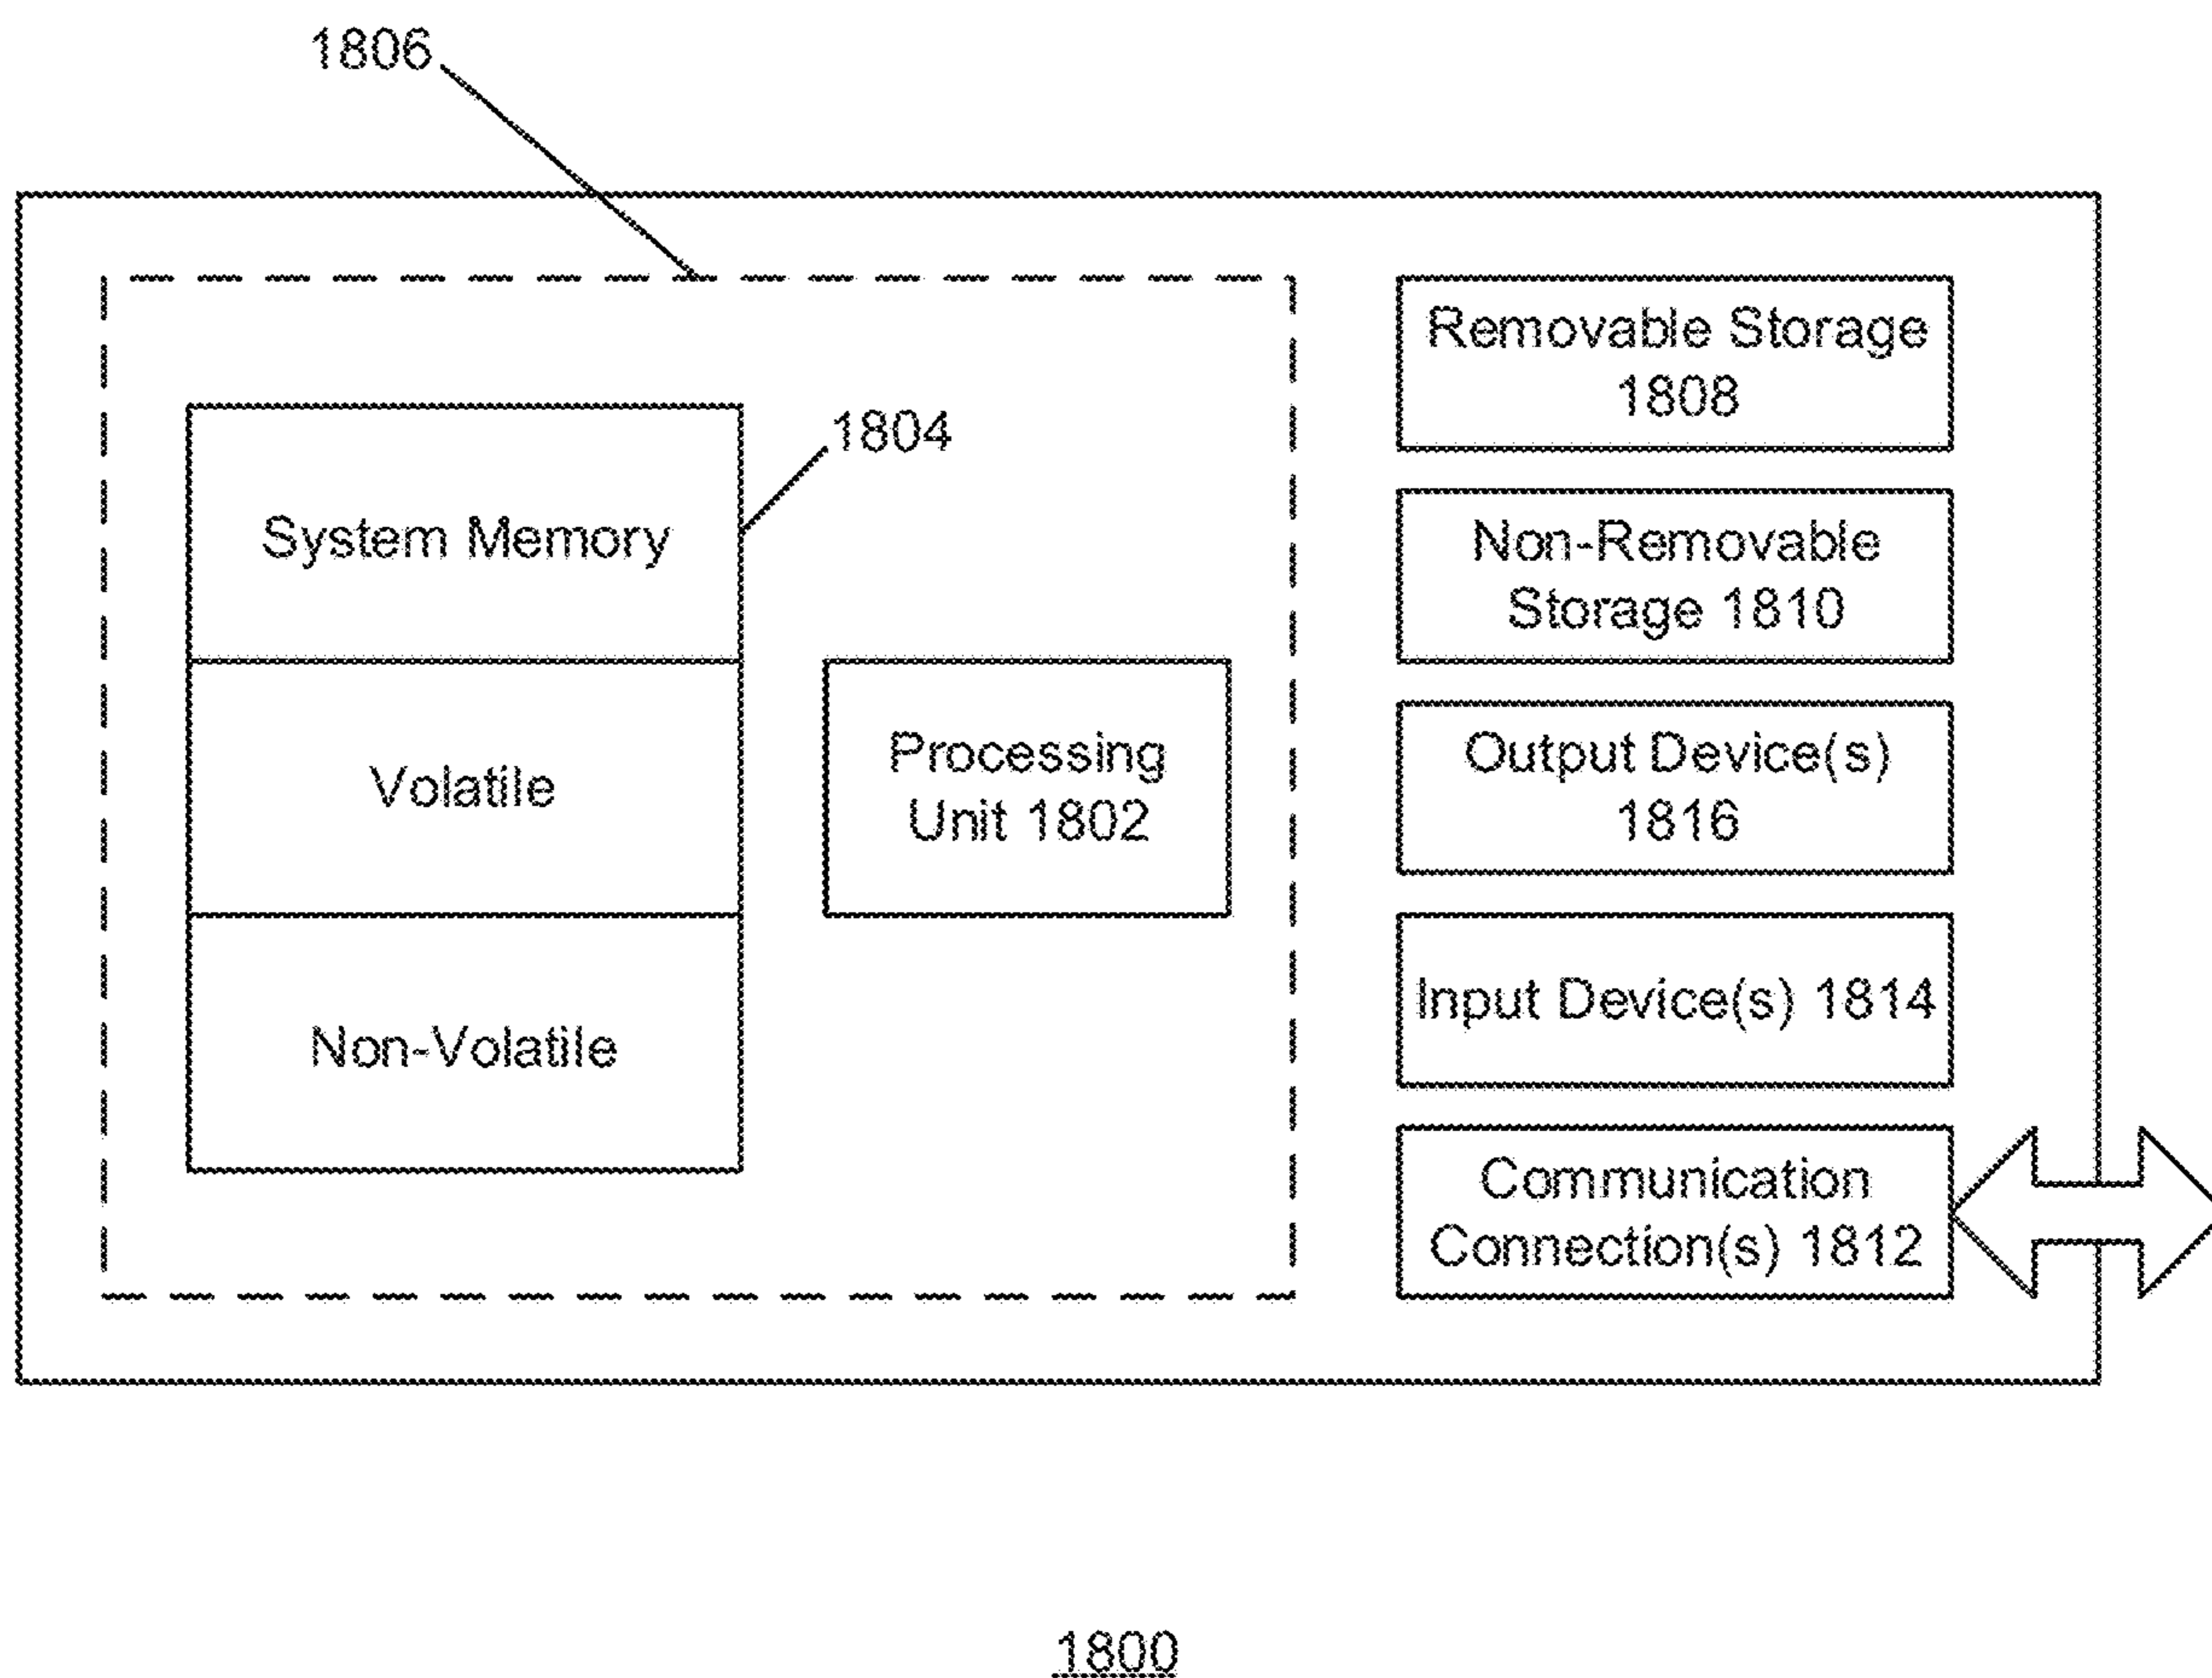 1806
1804
System Memory
Volatile
Non-Volatile
Processing
Unit 1802
Removable Storage
1808
Non-Removable
Storage 1810
Output Device(s)
1816
Input Device(s) 1814
Communication
Connection(s) 1812
1800